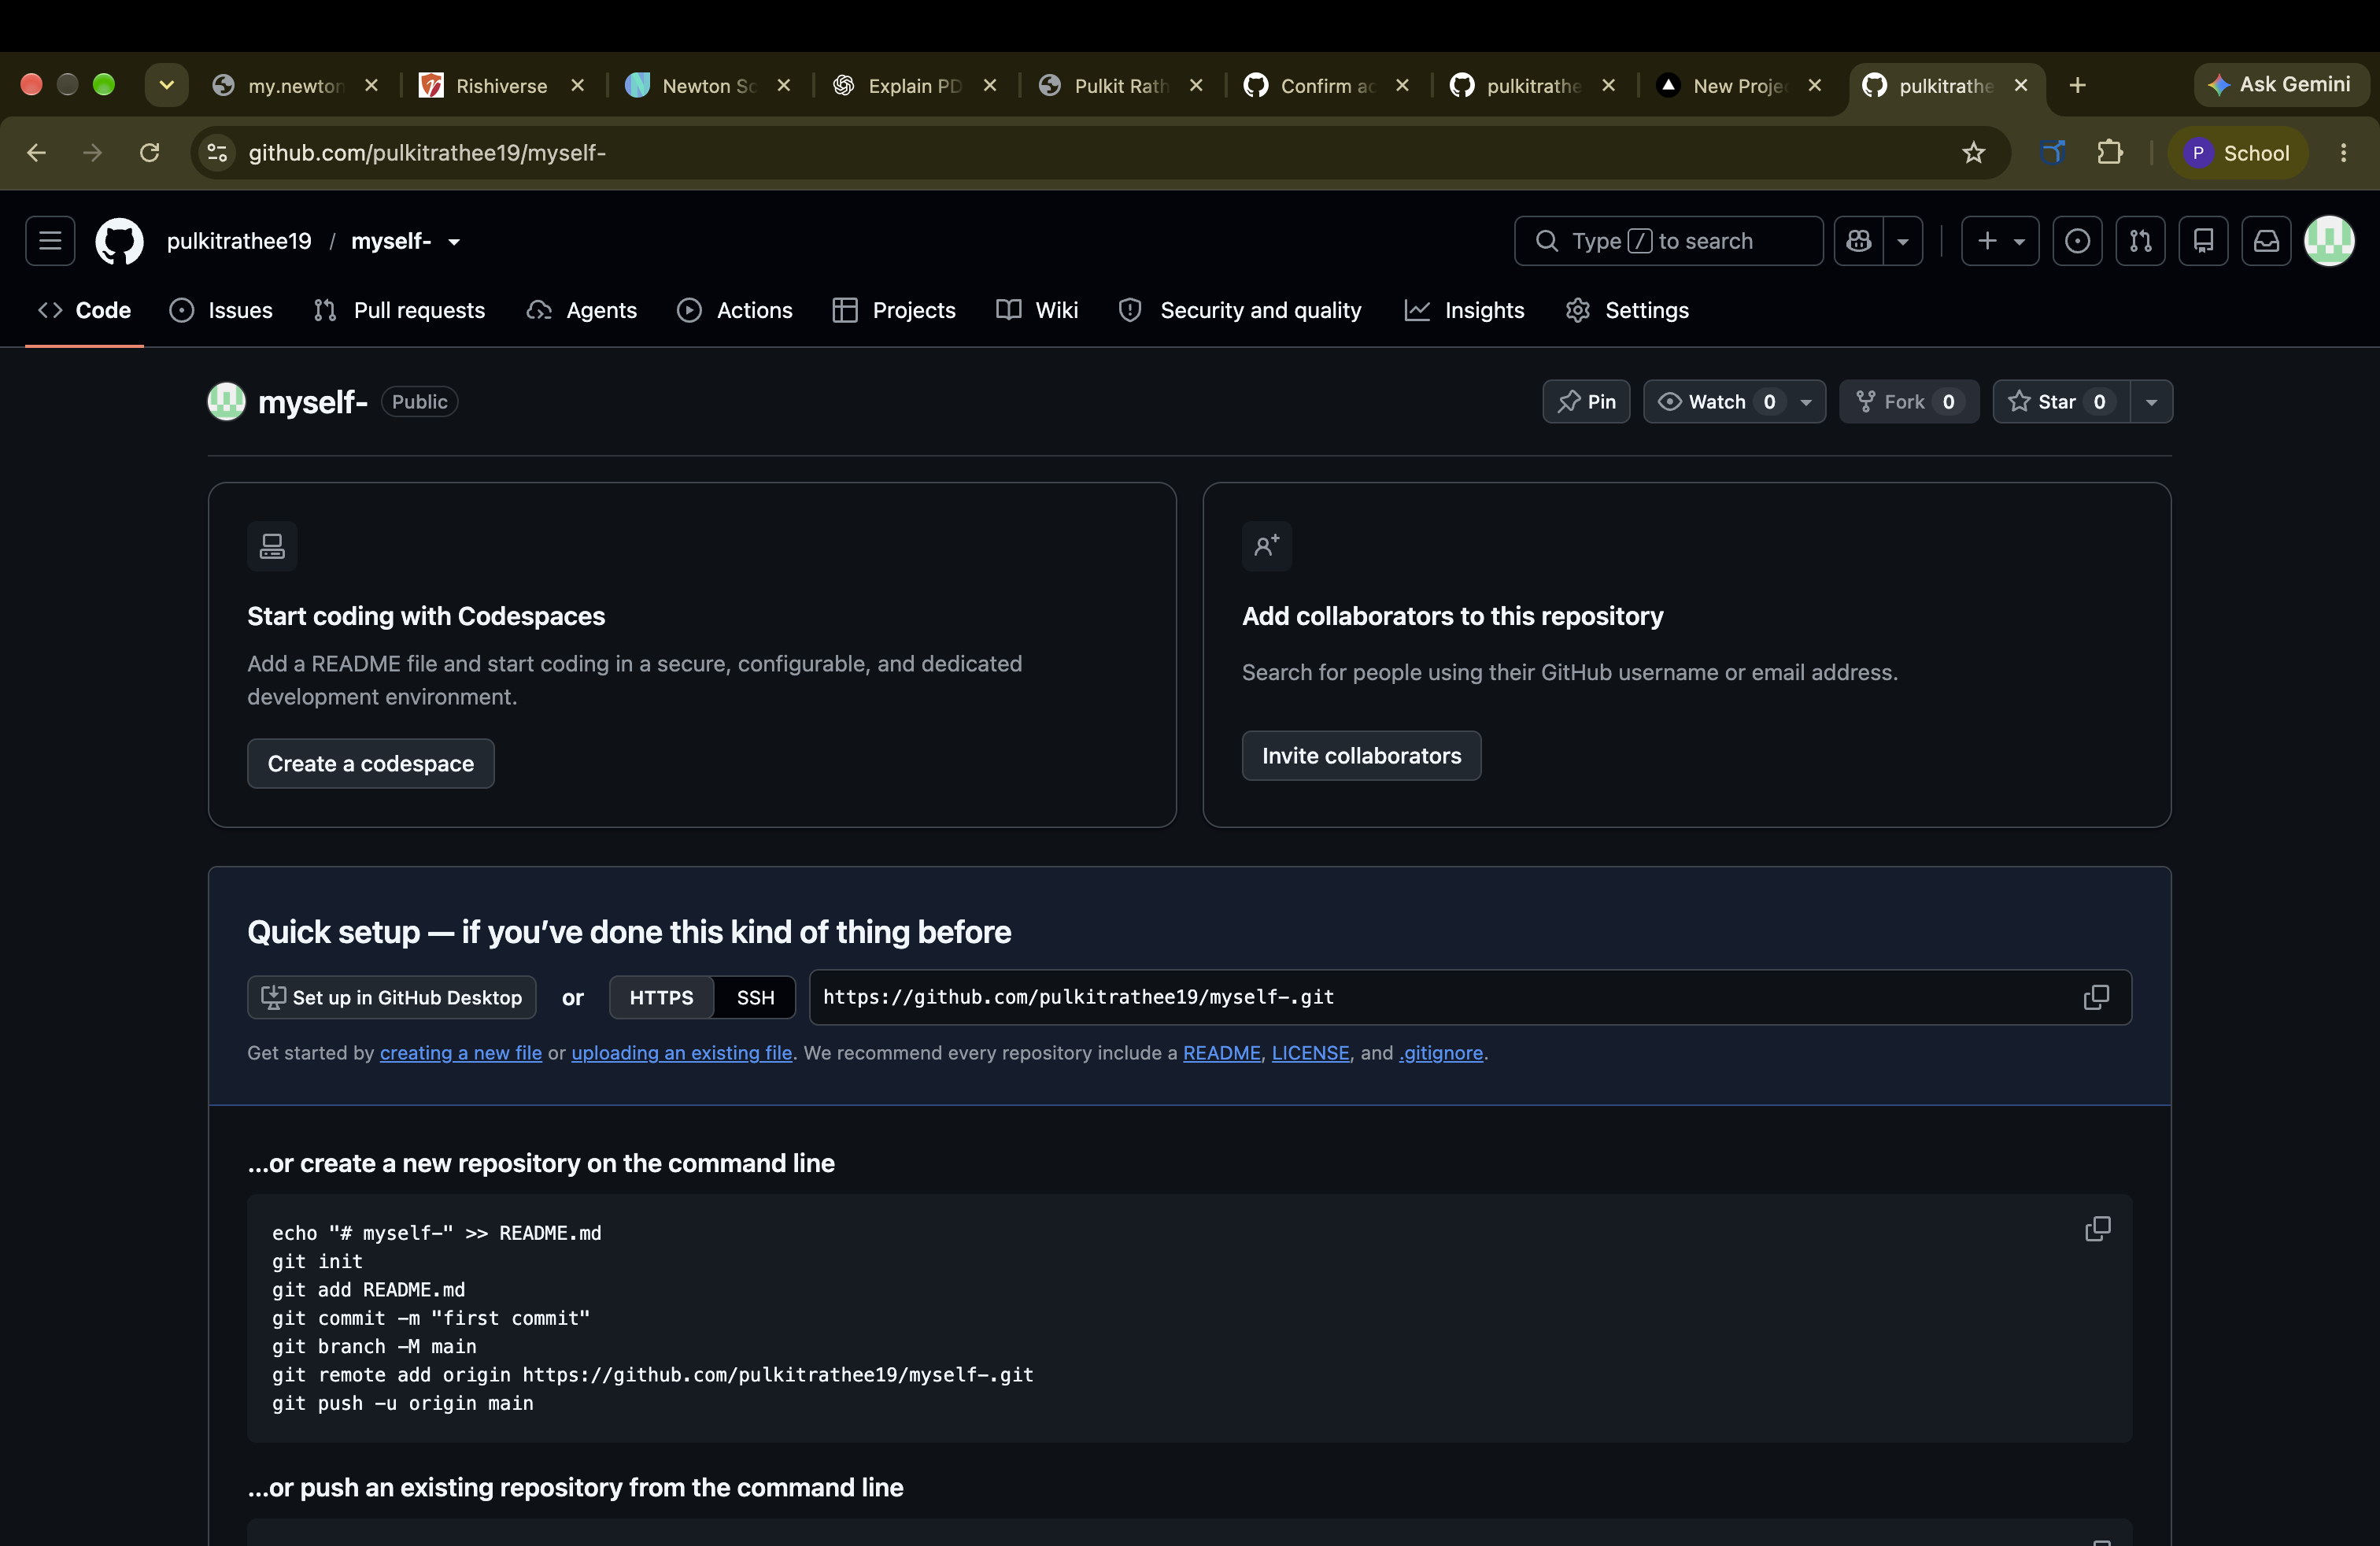 my.newton
Rishiverse
Newton Sc
Explain PD
Pulkit Rath
Confirm ac
pulkitrathe
New Projec
pulkitrathe
Ask Gemini
github.com/pulkitrathee19/myself-
P School
pulkitrathee19 / myself-
Type / to search
Code Issues Pull requests Agents Actions Projects Wiki Security and quality Insights Settings
myself- Public
Pin Watch 0 Fork 0 Star 0
Start coding with Codespaces
Add a README file and start coding in a secure, configurable, and dedicated
development environment.
Create a codespace
Add collaborators to this repository
Search for people using their GitHub username or email address.
Invite collaborators
Quick setup — if you’ve done this kind of thing before
Set up in GitHub Desktop or HTTPS SSH https://github.com/pulkitrathee19/myself-.git
Get started by creating a new file or uploading an existing file. We recommend every repository include a README, LICENSE, and .gitignore.
…or create a new repository on the command line
echo "# myself-" >> README.md
git init
git add README.md
git commit -m "first commit"
git branch -M main
git remote add origin https://github.com/pulkitrathee19/myself-.git
git push -u origin main
…or push an existing repository from the command line